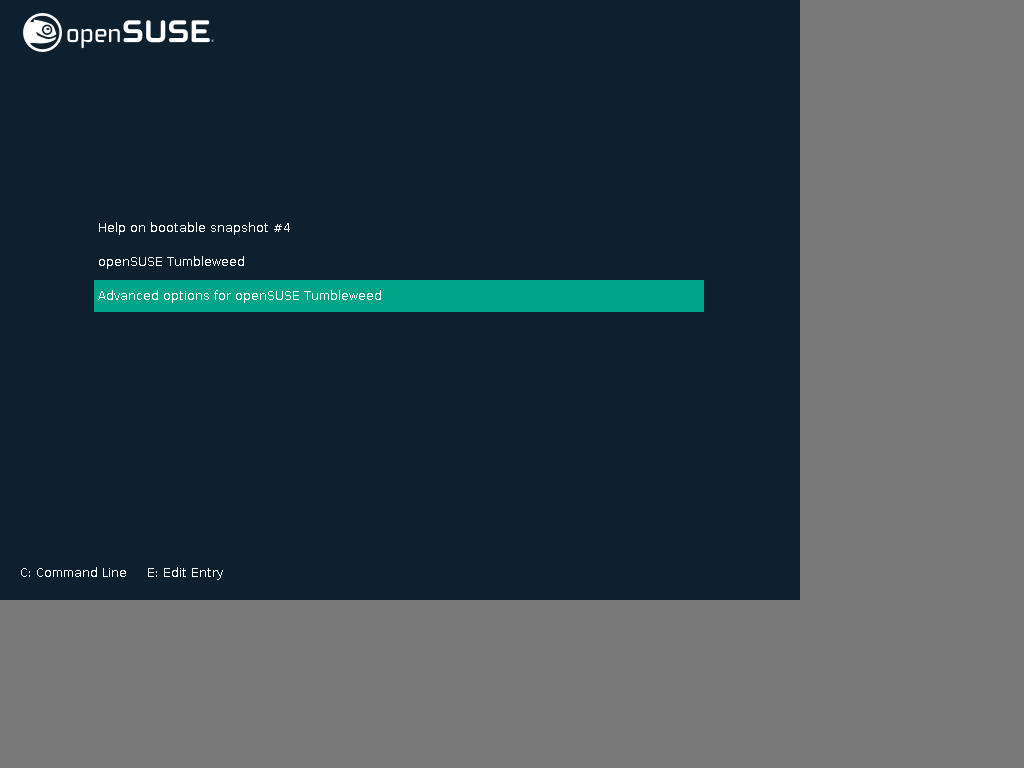 openSUSE.
Help on bootable snapshot #4
openSUSE Tumbleweed
Advanced options for openSUSE Tumbleweed
C: Command Line E: Edit Entry